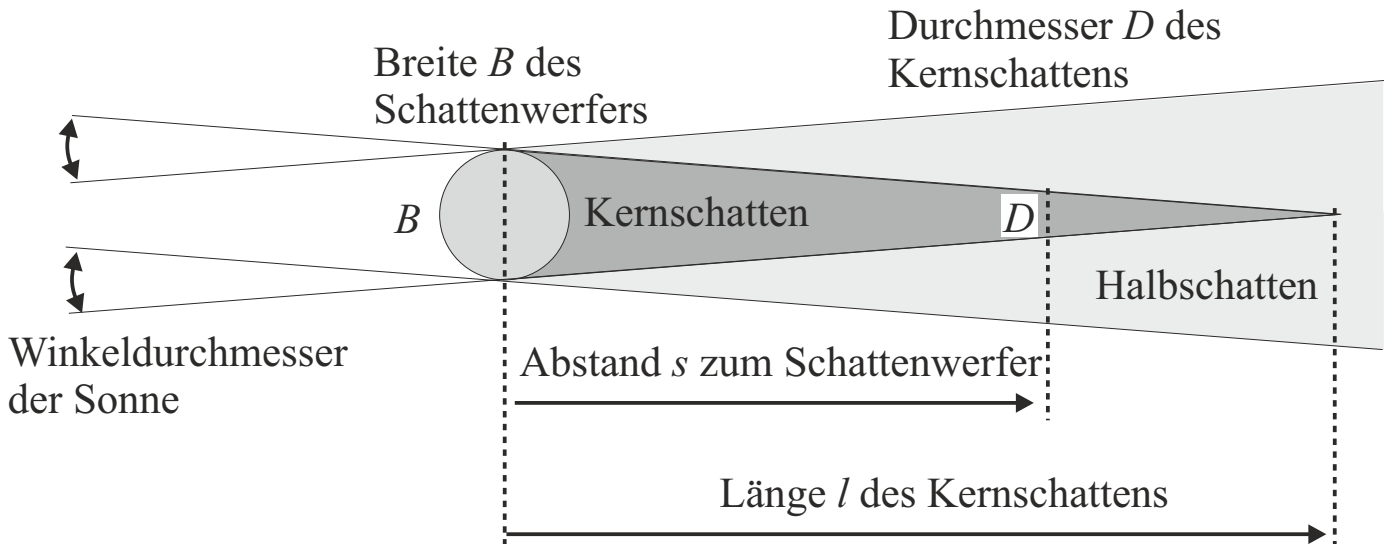 Durchmesser D des
Kernschattens
Breite B des
Schattenwerfers
B
Kernschatten
D
Halbschatten
Winkeldurchmesser
der Sonne
Abstand s zum Schattenwerfer
Länge l des Kernschattens